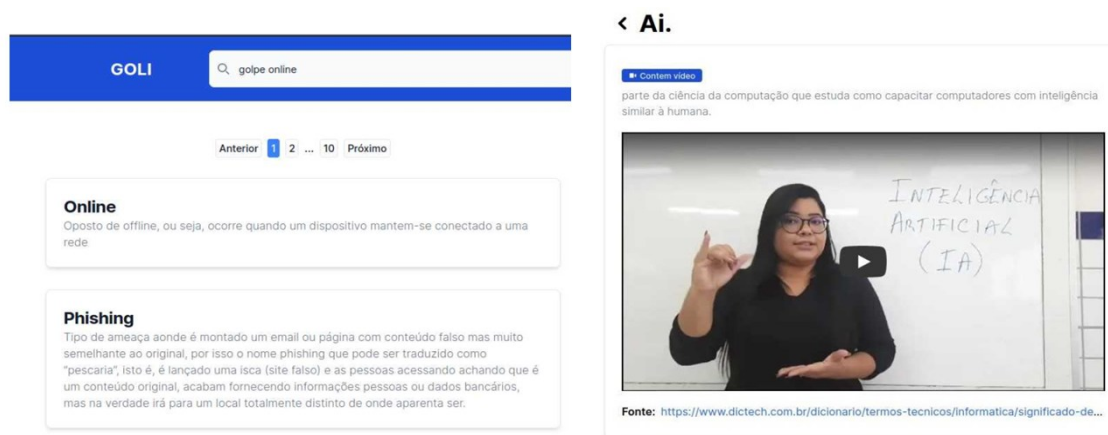 GOLI
golpe online
Anterior 1 2 ... 10 Próximo
Online
Oposto de offline, ou seja, ocorre quando um dispositivo mantem-se conectado a uma
rede
Phishing
Tipo de ameaça aonde é montado um email ou página com conteúdo falso mas muito
semelhante ao original, por isso o nome phishing que pode ser traduzido como
"pescaria", isto é, é lançado uma isca (site falso) e as pessoas acessando achando que é
um conteúdo original, acabam fornecendo informações pessoas ou dados bancários,
mas na verdade irá para um local totalmente distinto de onde aparenta ser.
Ai.
Contem vídeo
parte da ciência da computação que estuda como capacitar computadores com inteligência
similar à humana.
INTELIGÊNCIA
ARTIFICIAL
(IA)
Fonte: https://www.dictech.com.br/dicionario/termos-tecnicos/informatica/significado-de...